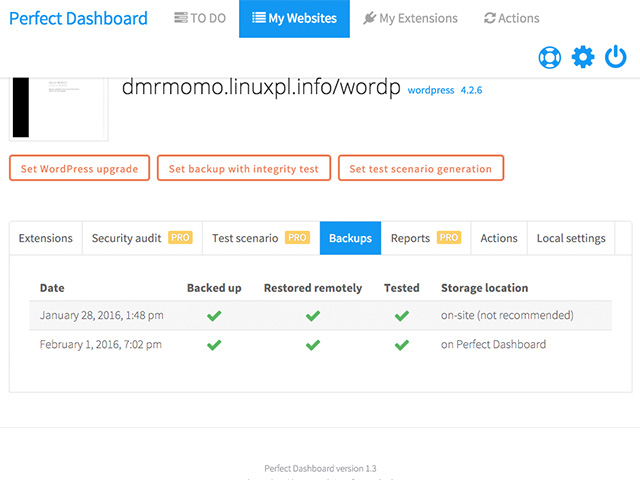 Perfect Dashboard TO DO My Websites My Extensions Actions
dmrmomo.linuxpl.info/wordp wordpress 4.2.6
Set WordPress upgrade Set backup with integrity test Set test scenario generation
Extensions Security audit PRO Test scenario PRO Backups Reports PRO Actions Local settings
Date Backed up Restored remotely Tested Storage location
January 28, 2016, 1:48 pm on-site (not recommended)
February 1, 2016, 7:02 pm on Perfect Dashboard
Perfect Dashboard version 1.3